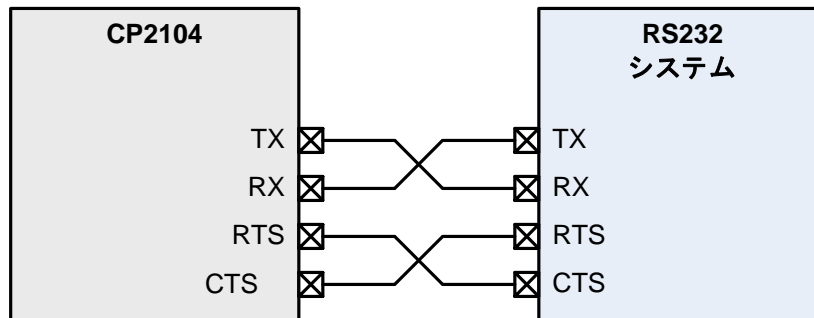 CP2104
TX
RX
RTS
CTS
RS232
システム
TX
RX
RTS
CTS